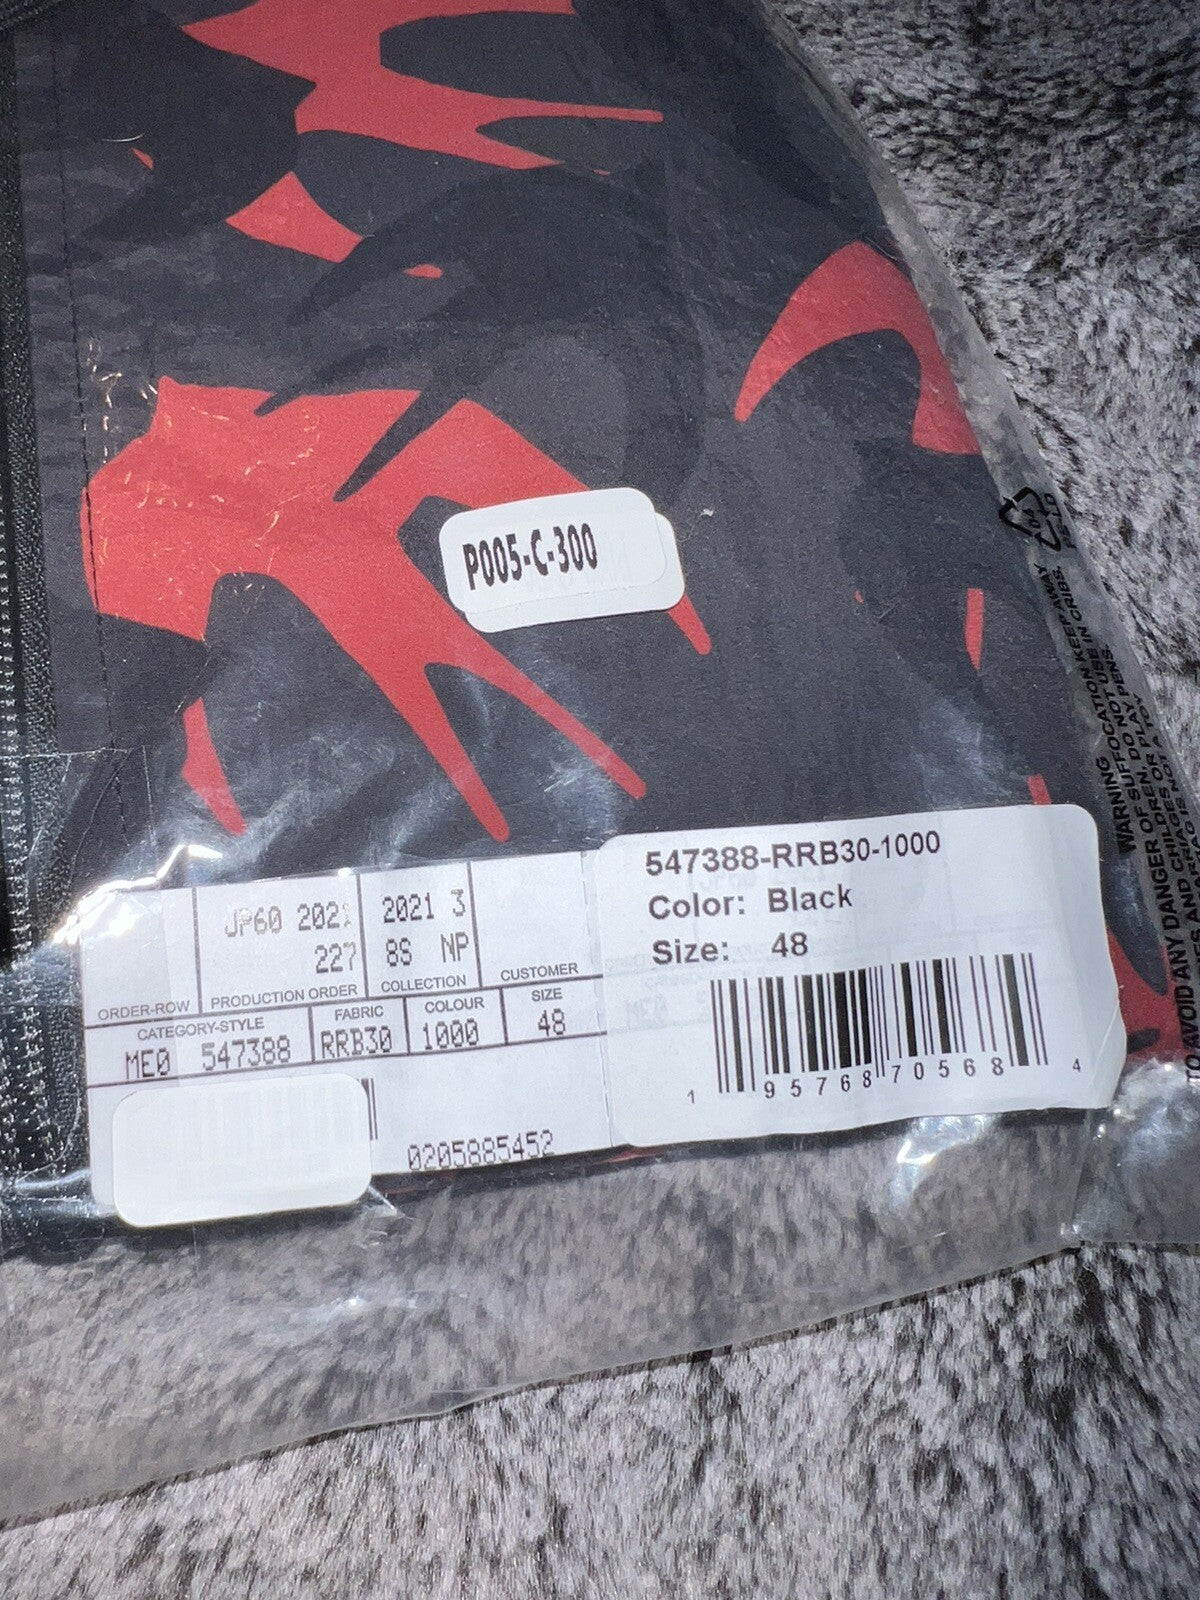 P005-C-300
547388-RRB30-1000
Color: Black
Size: 48
1 95768 70568 4
JP60 2021
227
2021 3
8S NP
ORDER-ROW
PRODUCTION ORDER
COLLECTION
CUSTOMER
CATEGORY-STYLE
FABRIC
COLOUR
SIZE
ME0 547388
RRB30
1000
48
0205885452
WARNING